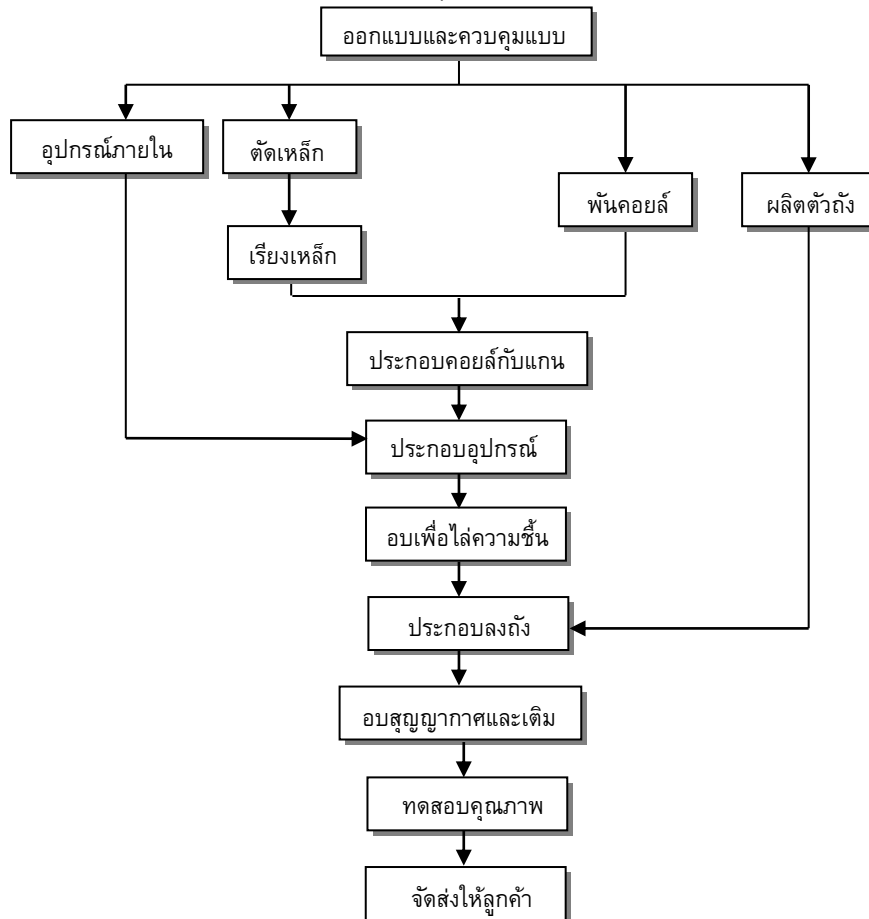 ออกแบบและควบคุมแบบ
อุปกรณ์ภายใน
ตัดเหล็ก
พันคอยล์
ผลิตตัวถัง
เรียงเหล็ก
ประกอบคอยล์กับแกน
ประกอบอุปกรณ์
อบเพื่อไล่ความชื้น
ประกอบลงถัง
อบสุญญากาศและเติม
ทดสอบคุณภาพ
จัดส่งให้ลูกค้า